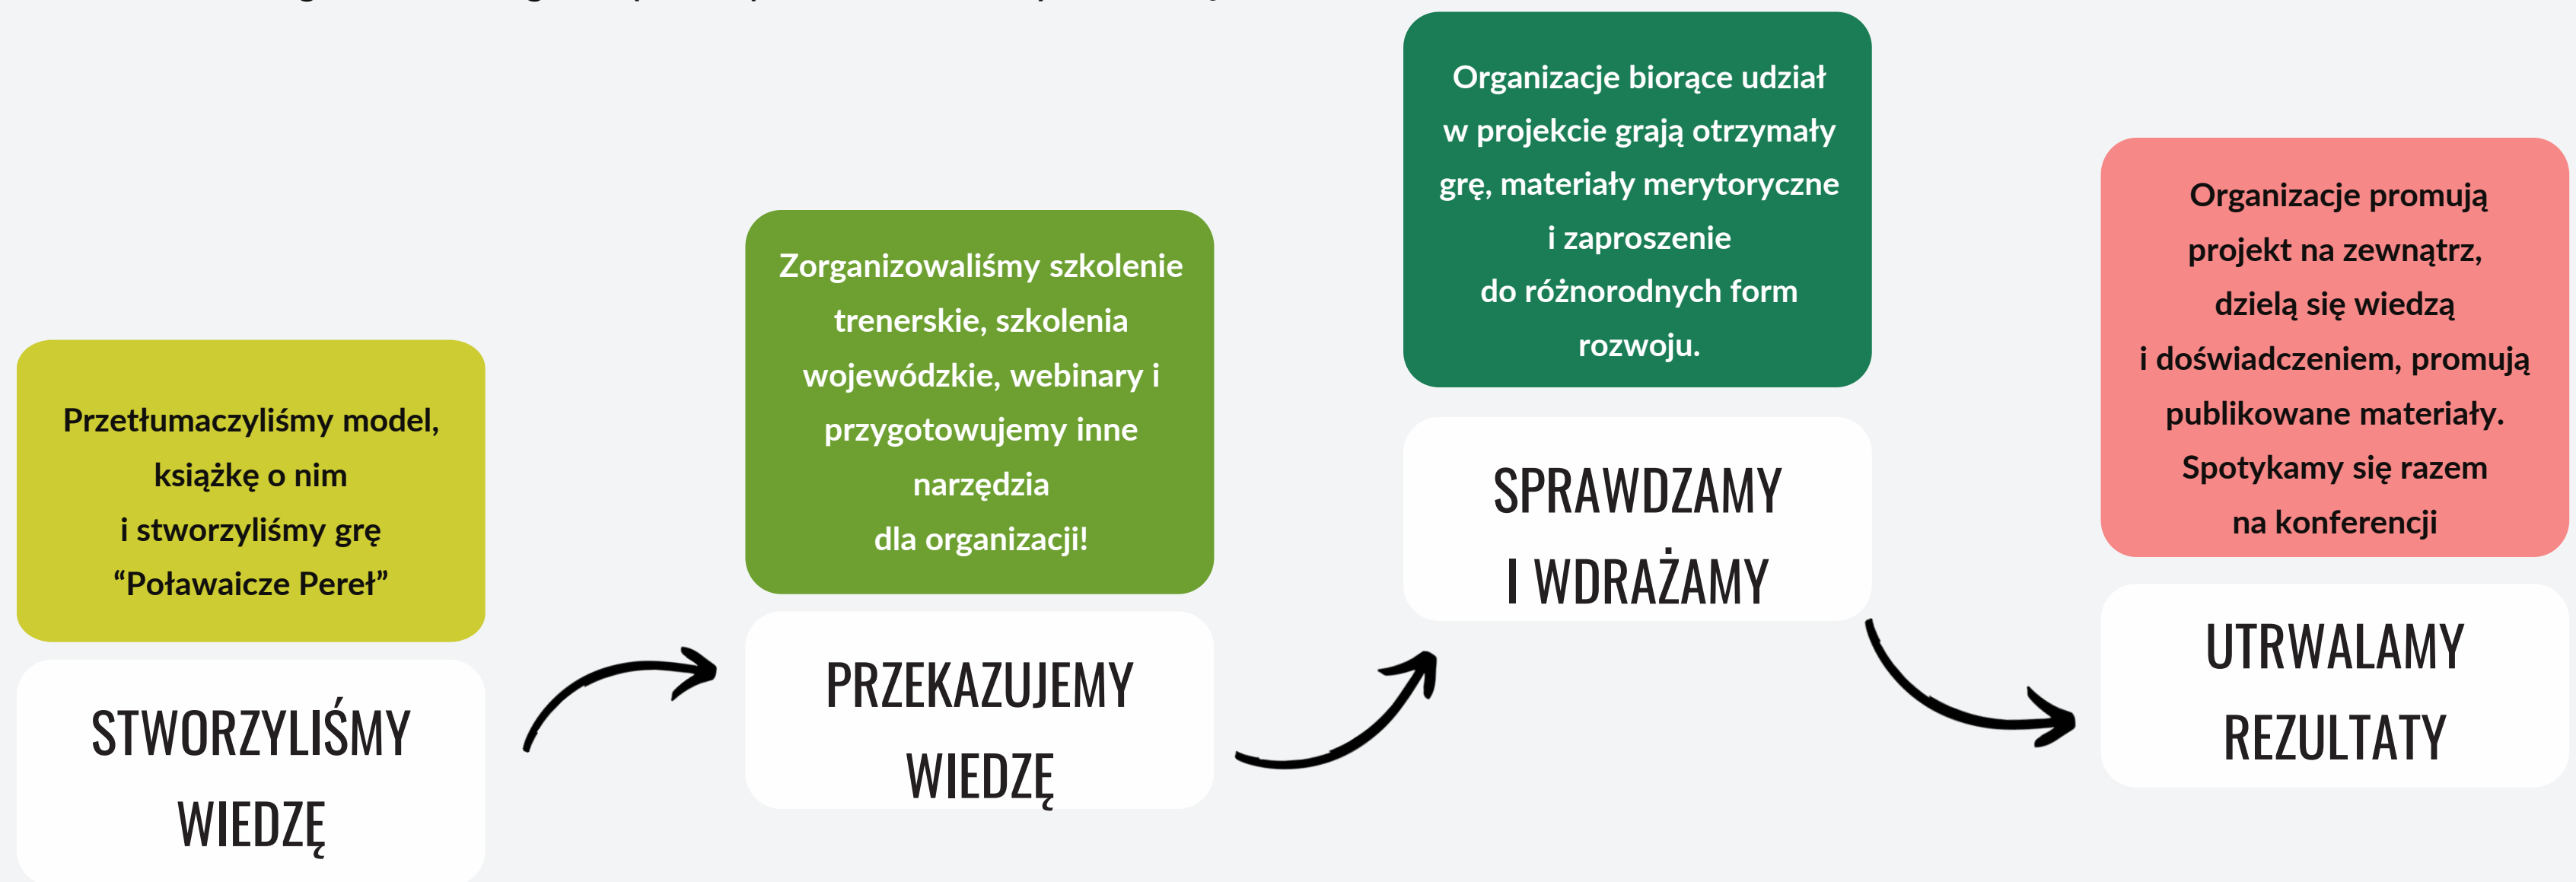 Przetłumaczyliśmy model,
książkę o nim
i stworzyliśmy grę
“Poławaicze Pereł”
STWORZYLIŚMY
WIEDZĘ
Zorganizowaliśmy szkolenie
trenerskie, szkolenia
wojewódzkie, webinary i
przygotowujemy inne
narzędzia
dla organizacji!
PRZEKAZUJEMY
WIEDZĘ
Organizacje biorące udział
w projekcie grają otrzymały
grę, materiały merytoryczne
i zaproszenie
do różnorodnych form
rozwoju.
SPRAWDZAMY
I WDRAŻAMY
Organizacje promują
projekt na zewnątrz,
dzielą się wiedzą
i doświadczeniem, promują
publikowane materiały.
Spotykamy się razem
na konferencji
UTRWALAMY
REZULTATY